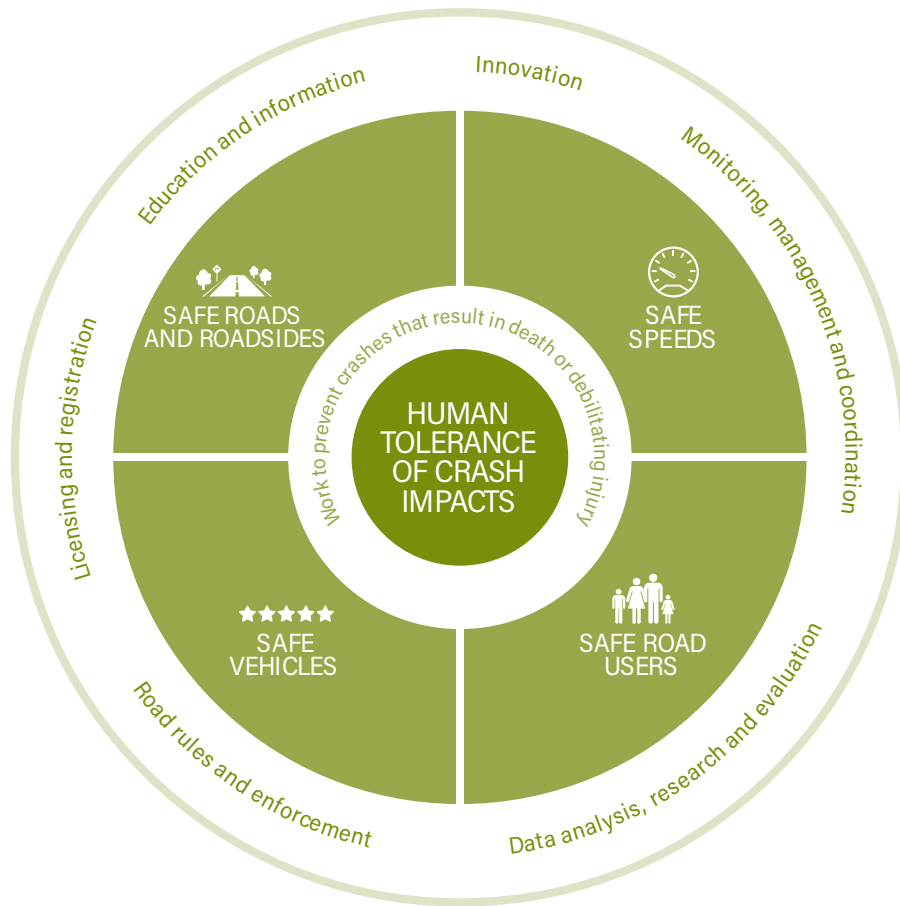 Education and information
Innovation
Monitoring, management and coordination
Data analysis, research and evaluation
Road rules and enforcement
Licensing and registration
SAFE ROADS
AND ROADSIDES
SAFE
SPEEDS
Work to prevent crashes that result in death or debilitating injury
HUMAN
TOLERANCE
OF CRASH
IMPACTS
SAFE
VEHICLES
SAFE ROAD
USERS